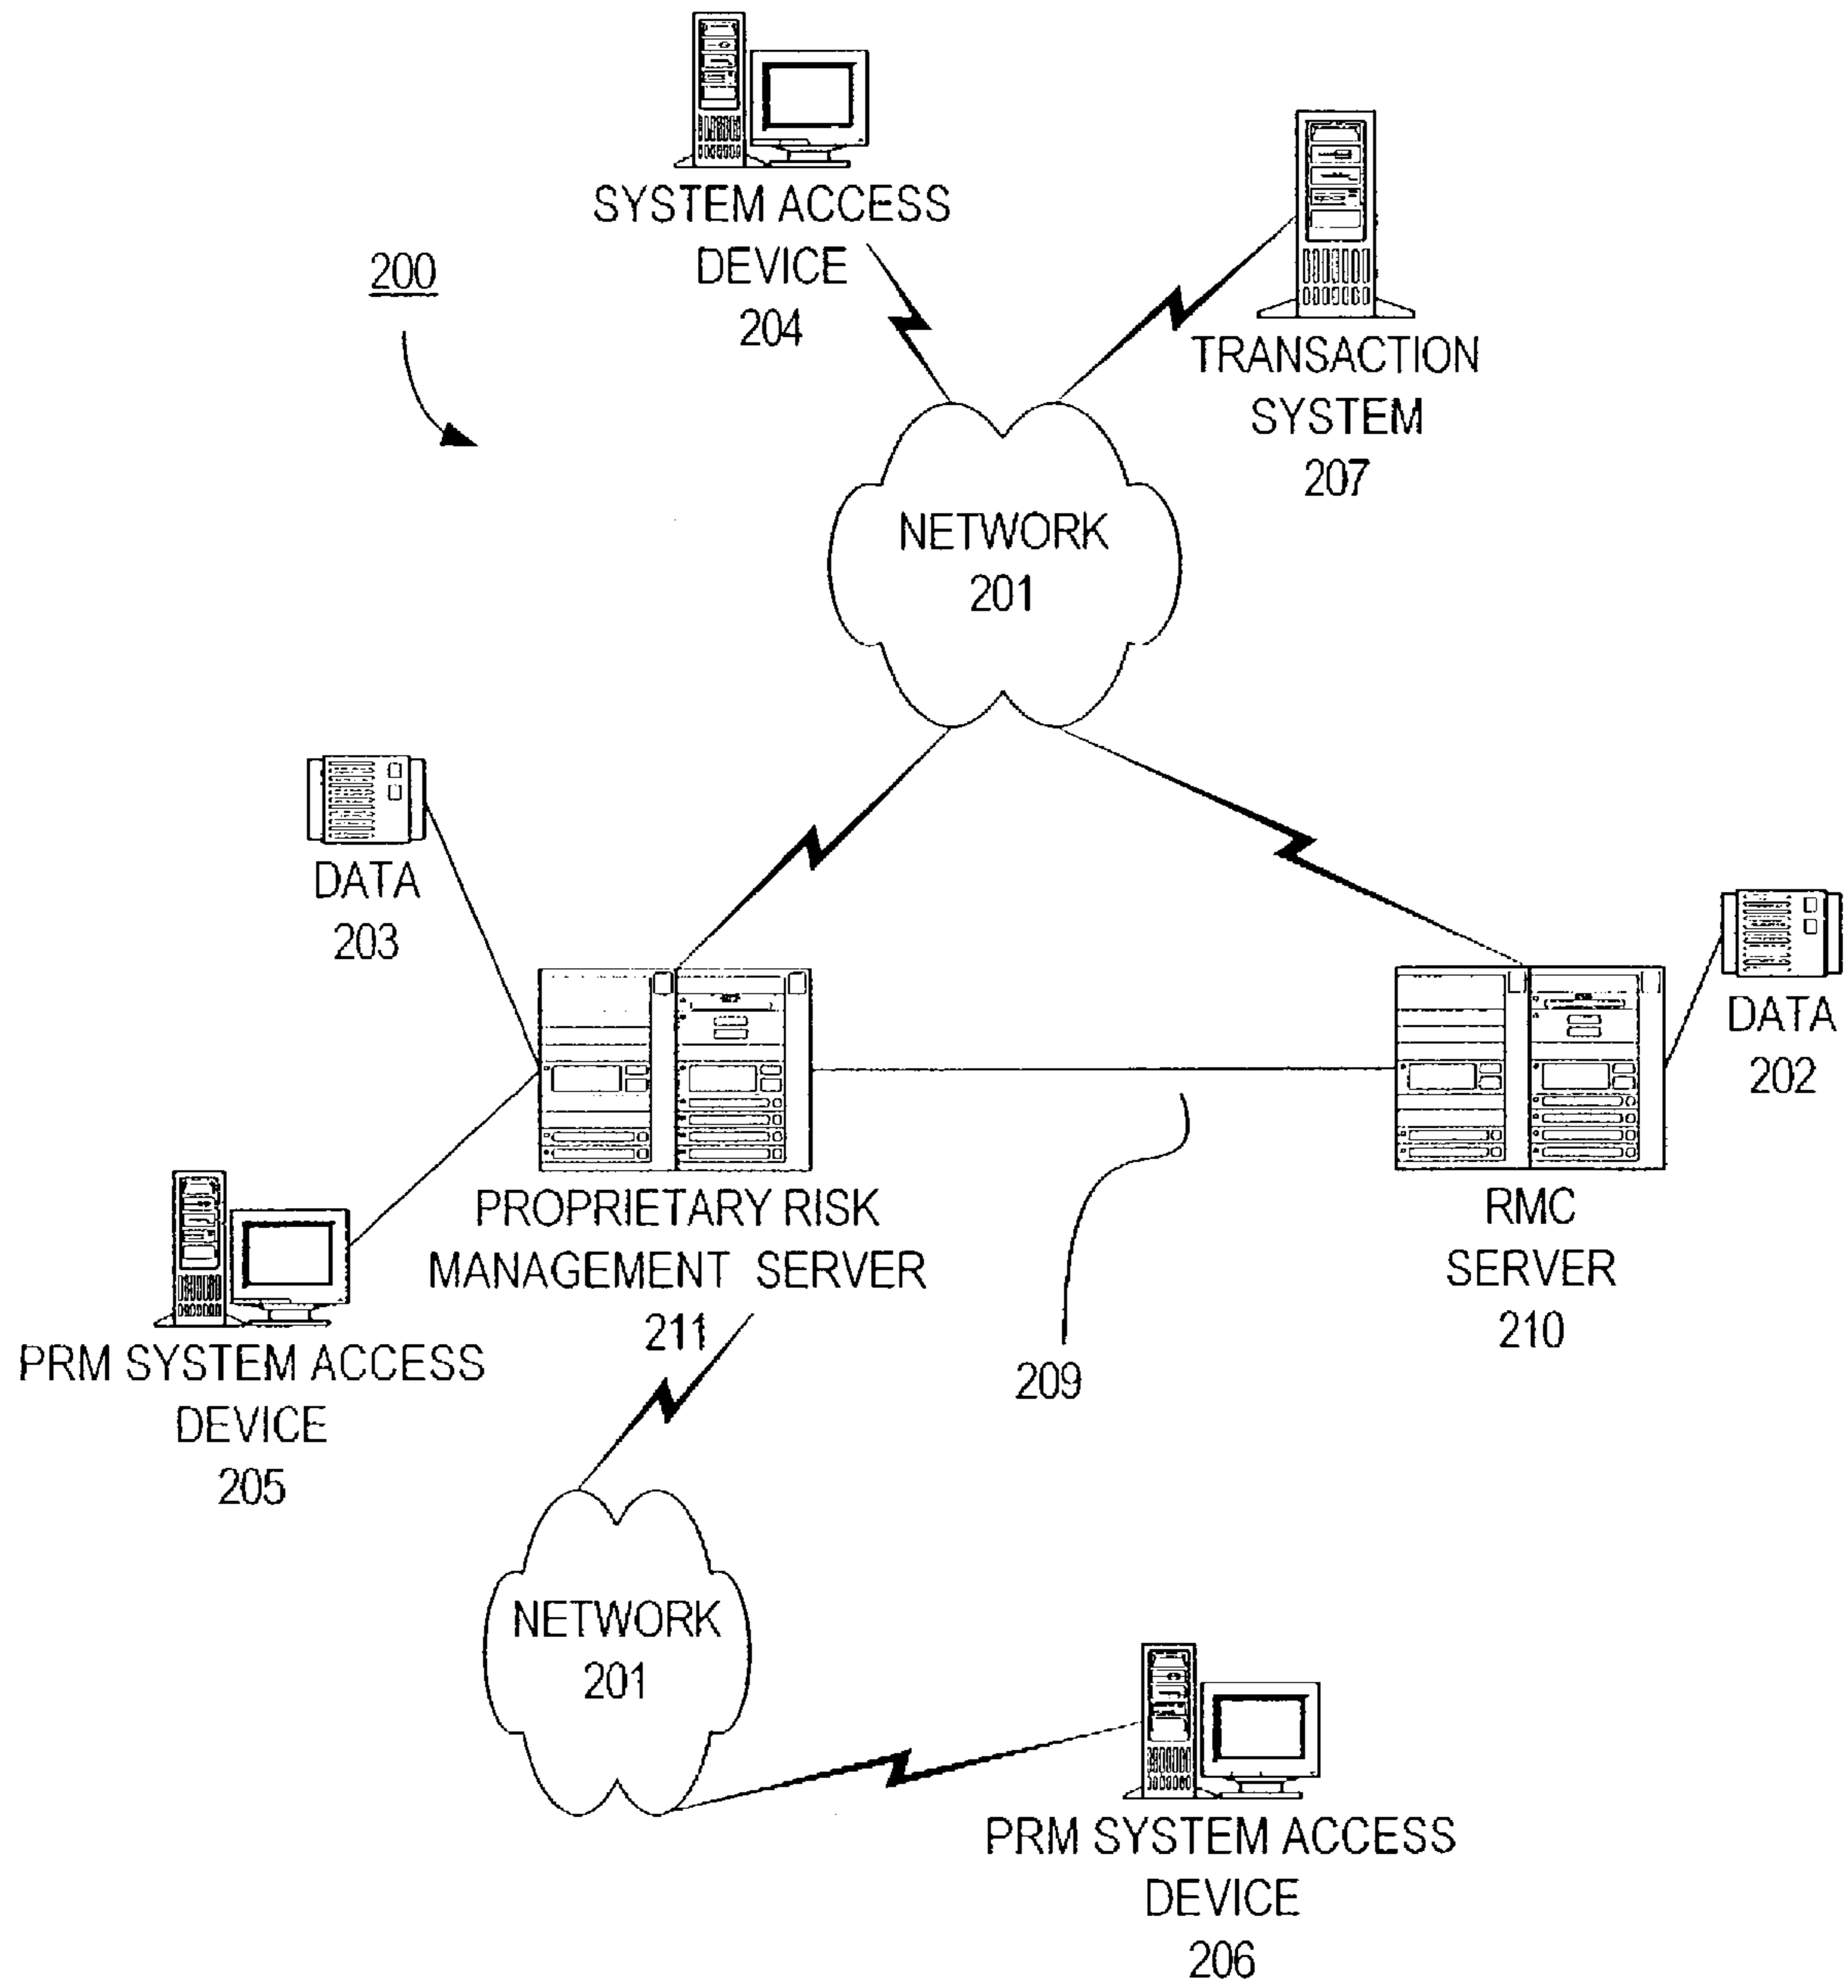 SYSTEM ACCESS
DEVICE
204
200
TRANSACTION
SYSTEM
207
NETWORK
201
DATA
203
DATA
202
PROPRIETARY RISK
MANAGEMENT SERVER
211
RMC
SERVER
210
209
PRM SYSTEM ACCESS
DEVICE
205
NETWORK
201
PRM SYSTEM ACCESS
DEVICE
206